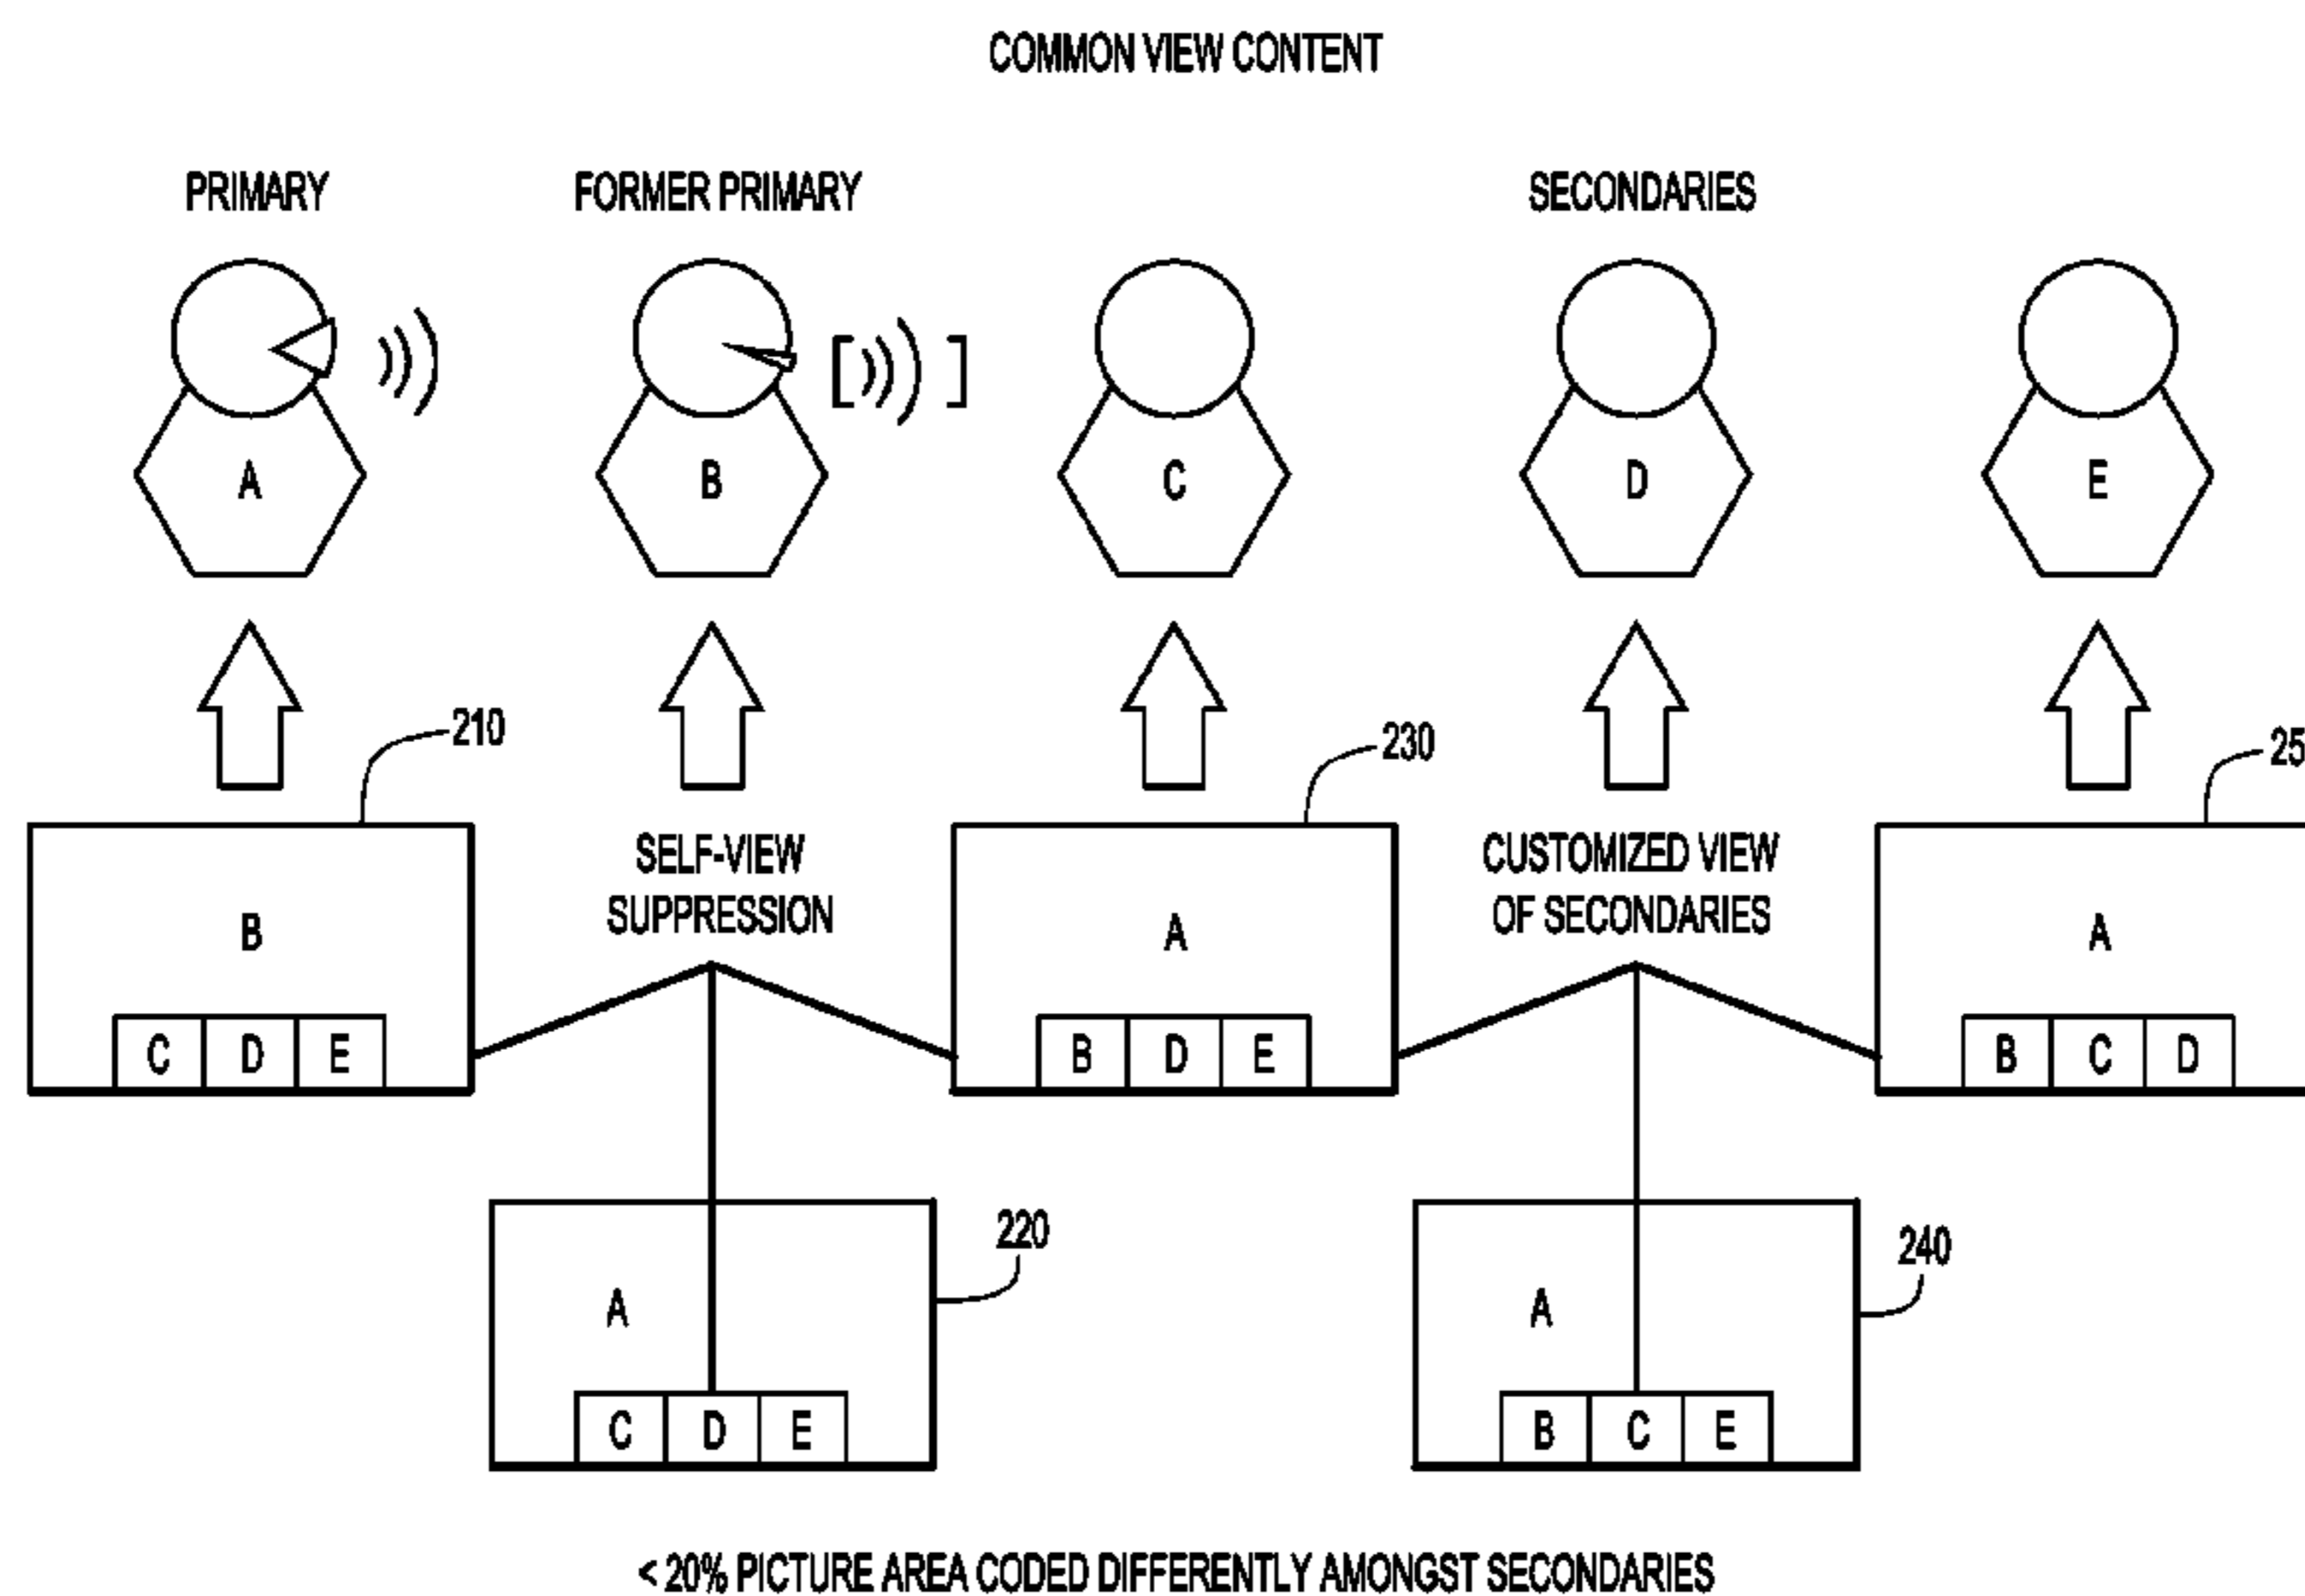 COMMON VIEW CONTENT
PRIMARY FORMER PRIMARY SECONDARIES
A B C D E
210 230 25
B SELF-VIEW SUPPRESSION A CUSTOMIZED VIEW OF SECONDARIES A
C D E B D E B C D
220 240
A A
C D E B C E
< 20% PICTURE AREA CODED DIFFERENTLY AMONGST SECONDARIES